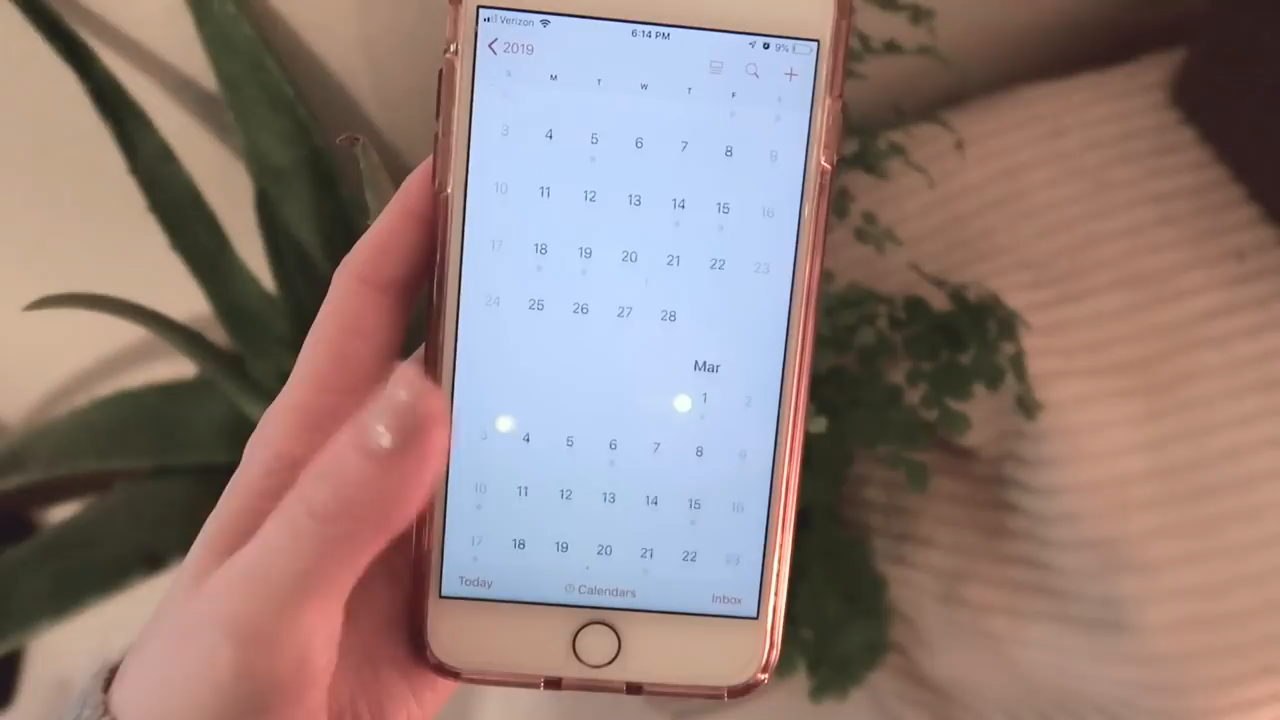 Verizon 6:14 PM 9%
2019
M T W T F
3 4 5 6 7 8 9
10 11 12 13 14 15 16
17 18 19 20 21 22 23
24 25 26 27 28
Mar
1 2
3 4 5 6 7 8 9
10 11 12 13 14 15 16
17 18 19 20 21 22 23
Today Calendars Inbox